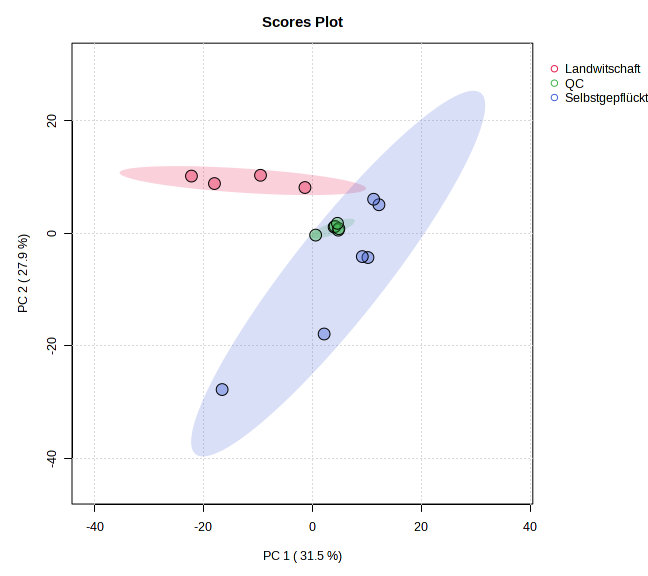 Scores Plot
Landwitschaft
QC
Selbstgepflückt
20
0
-20
-40
PC 2 ( 27.9 %)
-40
-20
0
20
40
PC 1 ( 31.5 %)